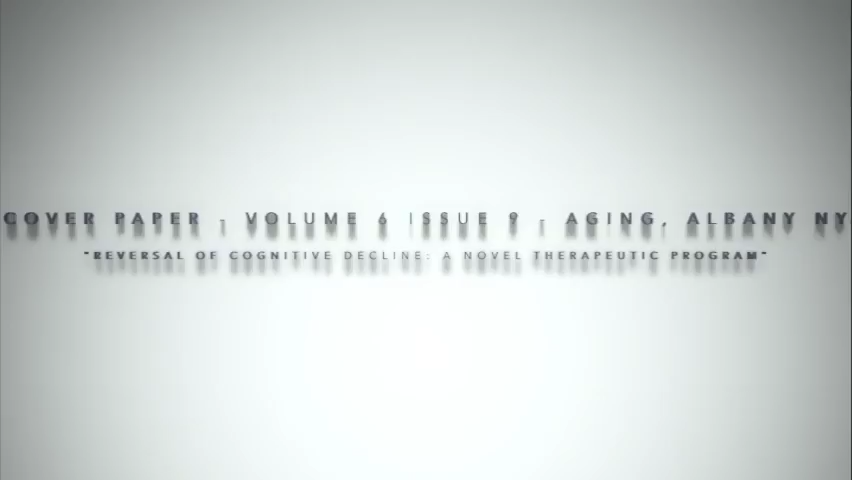 COVER PAPER - VOLUME 6 ISSUE 9 - AGING, ALBANY NY
"REVERSAL OF COGNITIVE DECLINE: A NOVEL THERAPEUTIC PROGRAM"